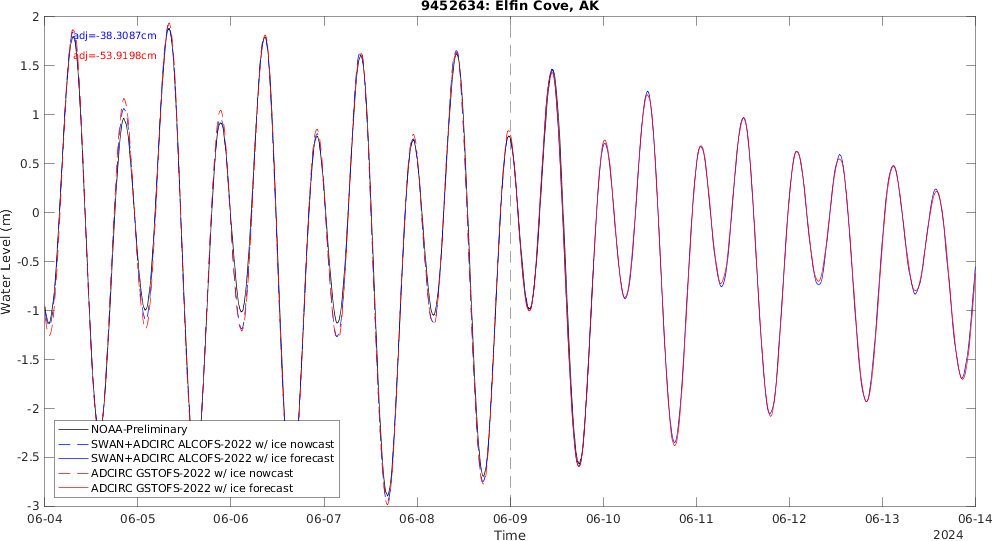 9452634: Elfin Cove, AK
adj=-38.3087cm
adj=-53.9198cm
2
1.5
1
0.5
0
-0.5
-1
-1.5
-2
-2.5
-3
Water Level (m)
NOAA-Preliminary
SWAN+ADCIRC ALCOFS-2022 w/ ice nowcast
SWAN+ADCIRC ALCOFS-2022 w/ ice forecast
ADCIRC GSTOFS-2022 w/ ice nowcast
ADCIRC GSTOFS-2022 w/ ice forecast
06-04 06-05 06-06 06-07 06-08 06-09 06-10 06-11 06-12 06-13 06-14
Time
2024